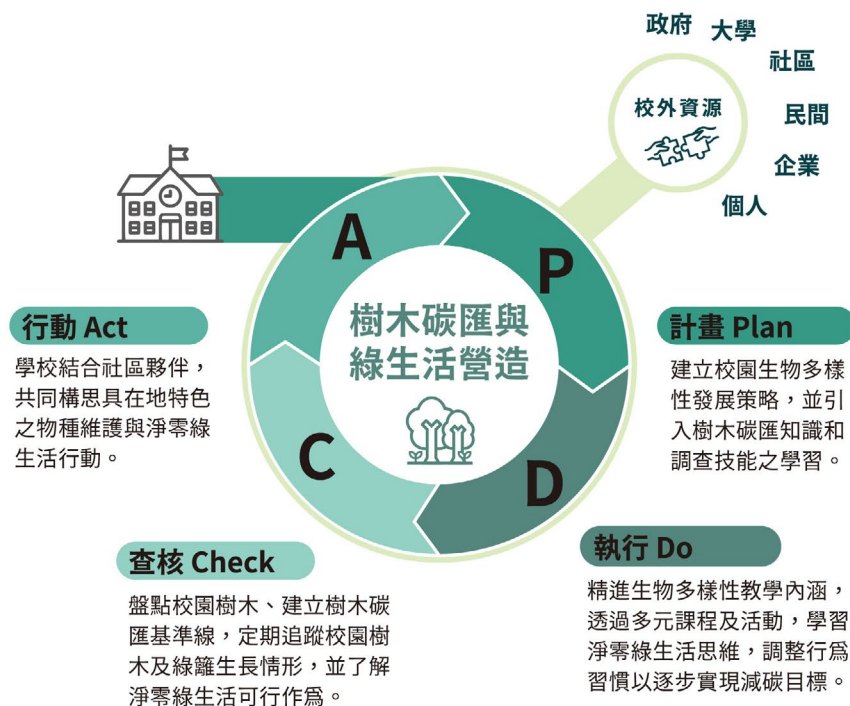 政府
大學
社區
民間
企業
個人
校外資源
A
P
C
D
樹木碳匯與
綠生活營造
行動 Act
學校結合社區夥伴，
共同構思具在地特色
之物種維護與淨零綠
生活行動。
計畫 Plan
建立校園生物多樣
性發展策略，並引
入樹木碳匯知識和
調查技能之學習。
查核 Check
盤點校園樹木、建立樹木碳
匯基準線，定期追蹤校園樹
木及綠籬生長情形，並了解
淨零綠生活可行作為。
執行 Do
精進生物多樣性教學內涵，
透過多元課程及活動，學習
淨零綠生活思維，調整行為
習慣以逐步實現減碳目標。